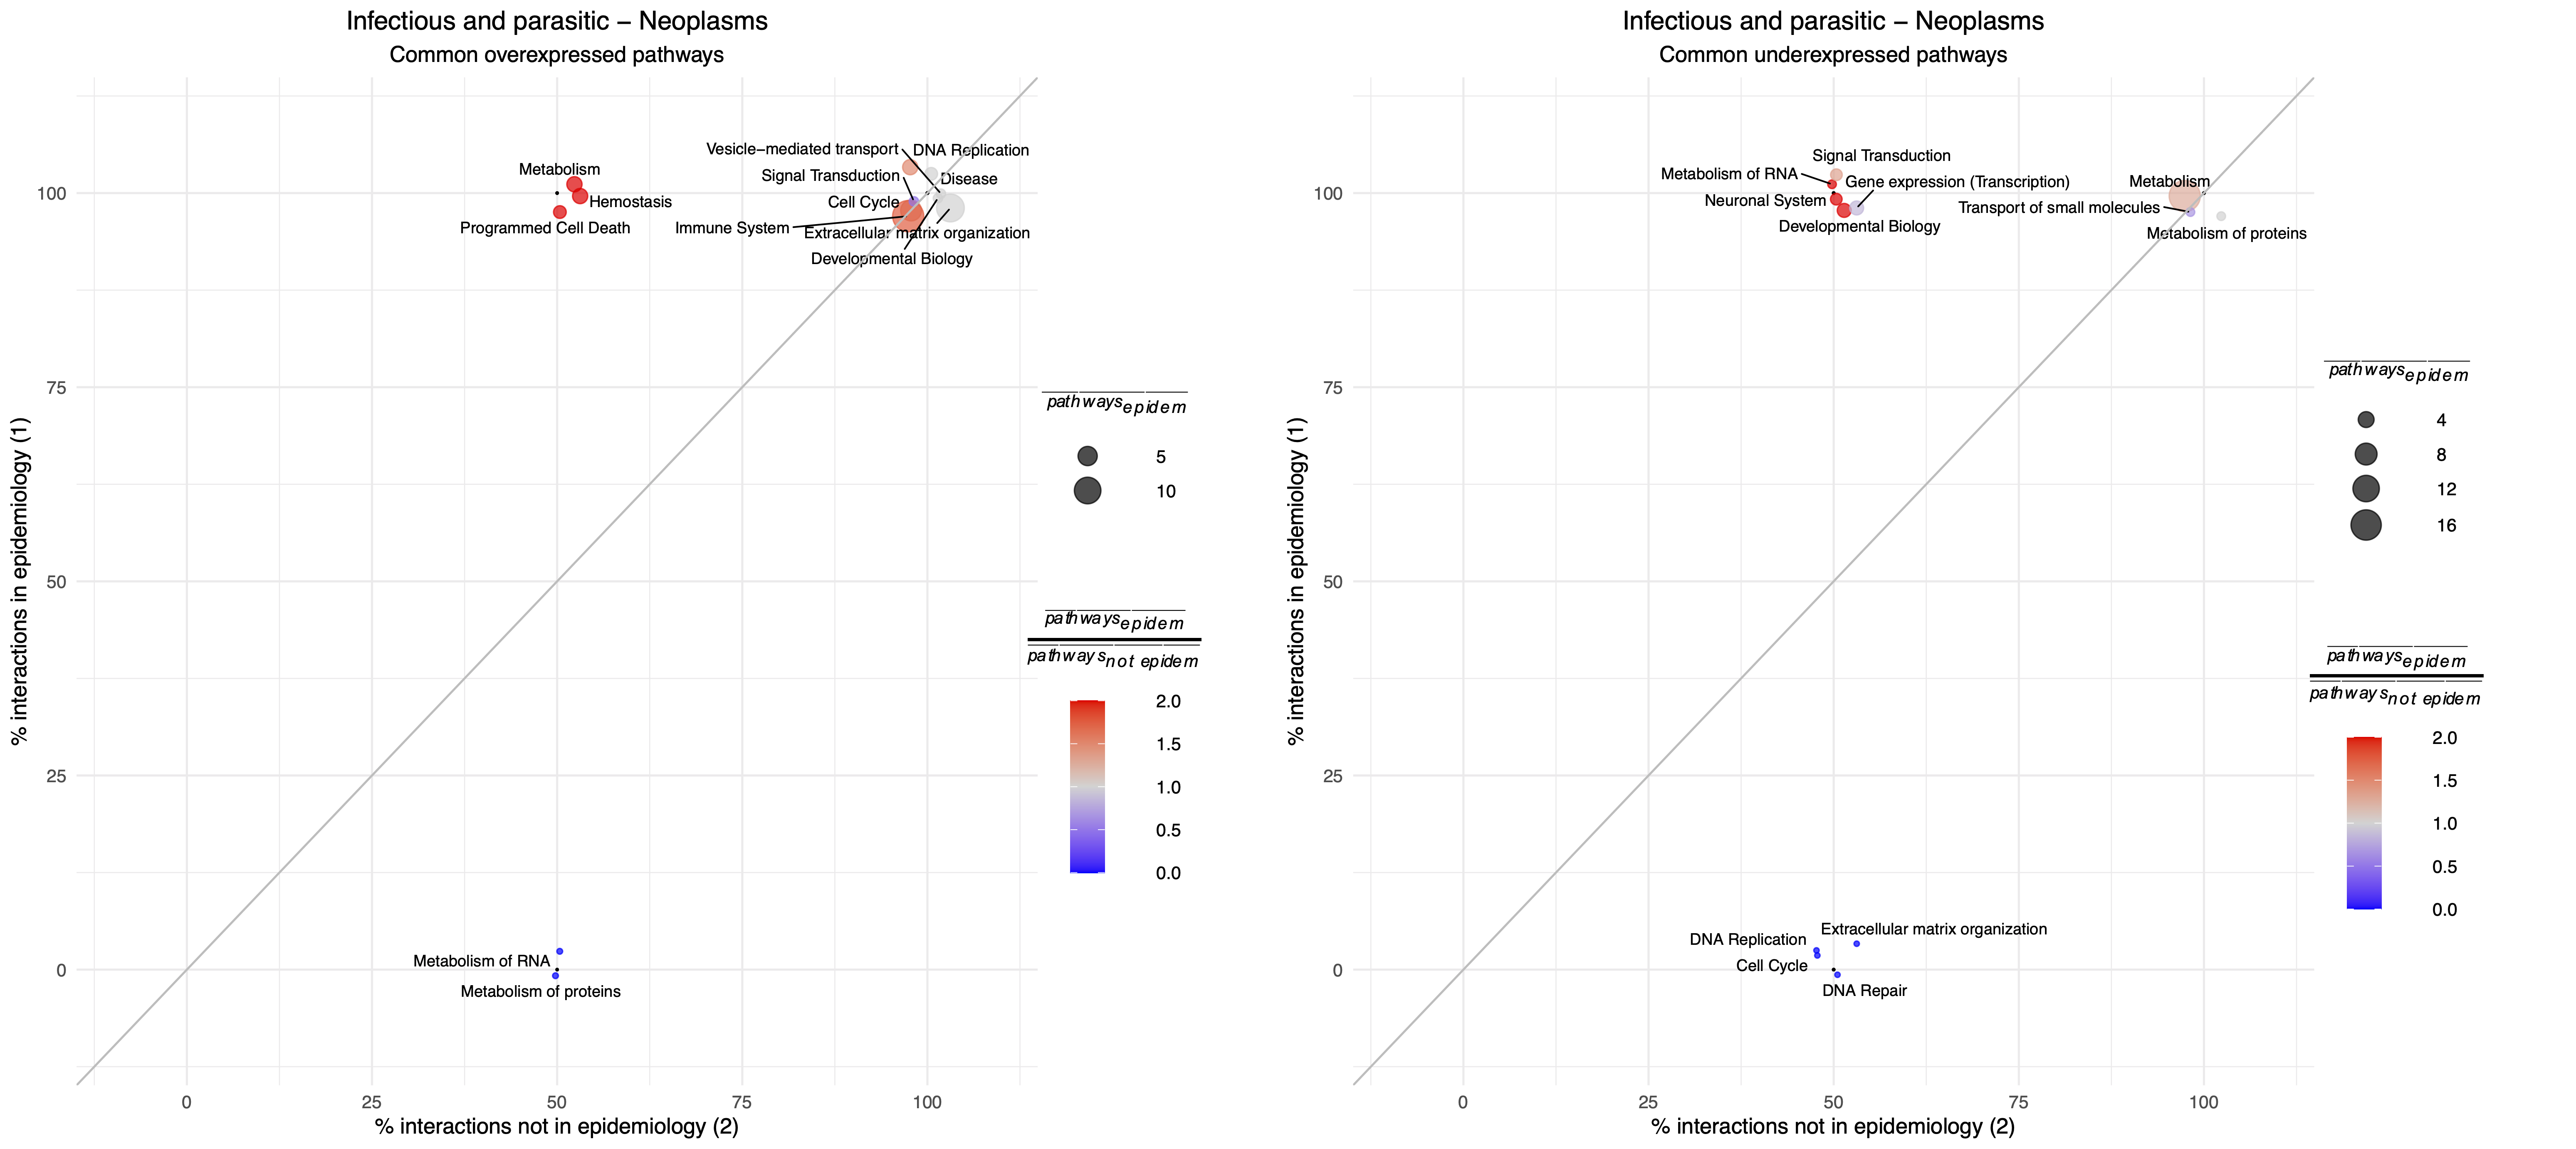 Infectious and parasitic – Neoplasms
Common overexpressed pathways
% interactions in epidemiology (1)
100
75
50
25
0
Metabolism
Hemostasis
Programmed Cell Death
Vesicle–mediated transport
DNA Replication
Signal Transduction
Disease
Cell Cycle
Immune System
Extracellular matrix organization
Developmental Biology
Metabolism of RNA
Metabolism of proteins
0
25
50
75
100
% interactions not in epidemiology (2)
pathways epidem
5
10
pathways epidem
pathways not epidem
2.0
1.5
1.0
0.5
0.0
Infectious and parasitic – Neoplasms
Common underexpressed pathways
% interactions in epidemiology (1)
100
75
50
25
0
Signal Transduction
Metabolism of RNA
Gene expression (Transcription)
Neuronal System
Developmental Biology
Metabolism
Transport of small molecules
Metabolism of proteins
Extracellular matrix organization
DNA Replication
Cell Cycle
DNA Repair
0
25
50
75
100
% interactions not in epidemiology (2)
pathways epidem
4
8
12
16
pathways epidem
pathways not epidem
2.0
1.5
1.0
0.5
0.0